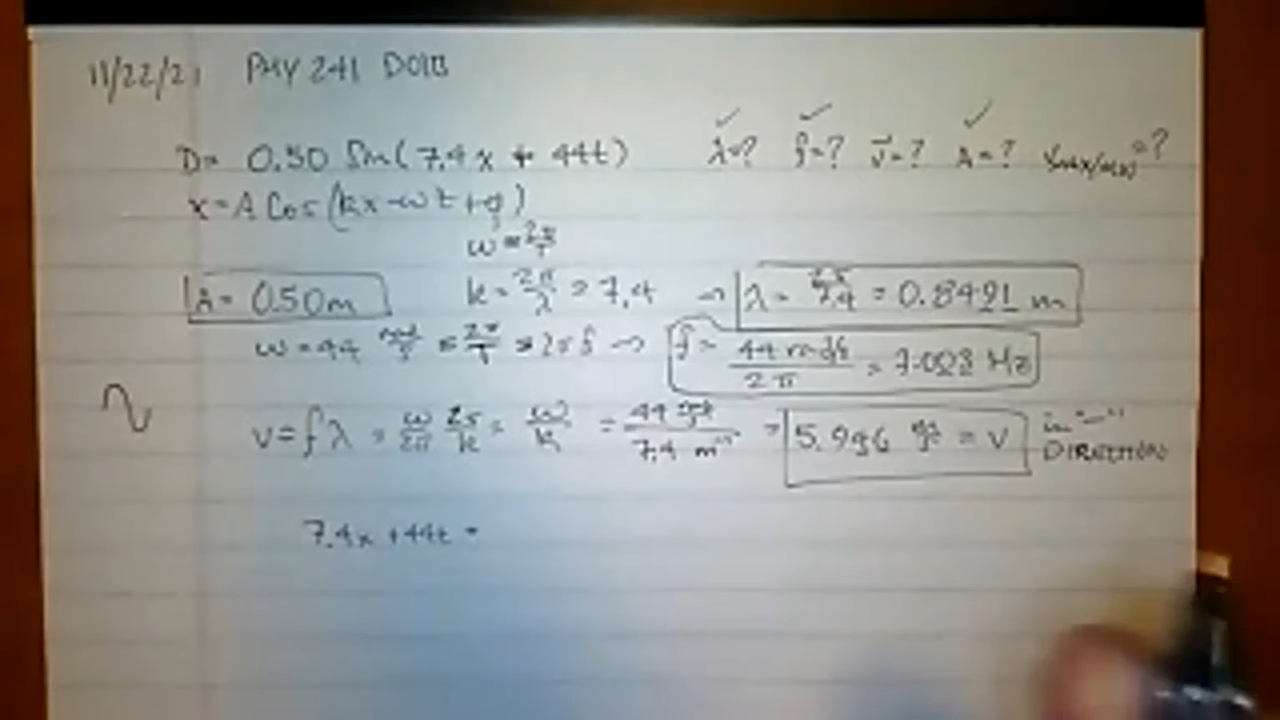 11/22/21 PHY 241 D01B
D= 0.50 Sin(7.4x + 44t) λ=? f=? v⃗=? A=? Vmax/min=?
x=A Cos(kx-ωt+φ)
ω=2π/T
A= 0.50m k=2π/λ=7.4 → λ=2π/7.4 = 0.8491 m
ω=44 rad/s = 2π/T = 2πf → f= 44 rad/s / 2π = 7.003 Hz
v=fλ = ω/2π 2π/k = ω/k = 44 / 7.4 m⁻¹ = 5.946 m/s = v in "-" DIRECTION
7.4x +44t =